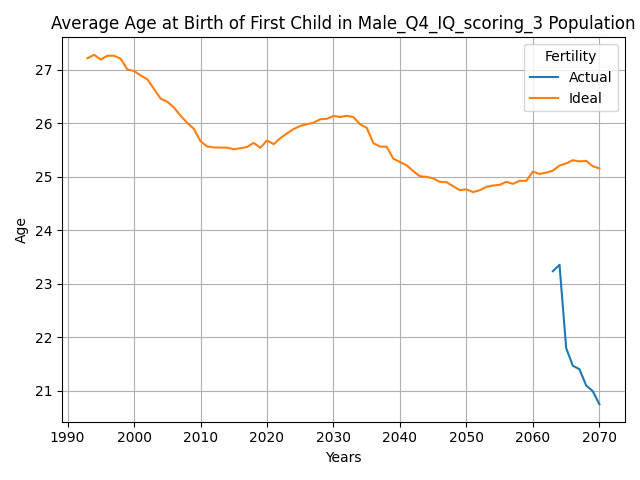 Average Age at Birth of First Child in Male_Q4_IQ_scoring_3 Population
Fertility
Actual
Ideal
Age
27
26
25
24
23
22
21
1990 2000 2010 2020 2030 2040 2050 2060 2070
Years